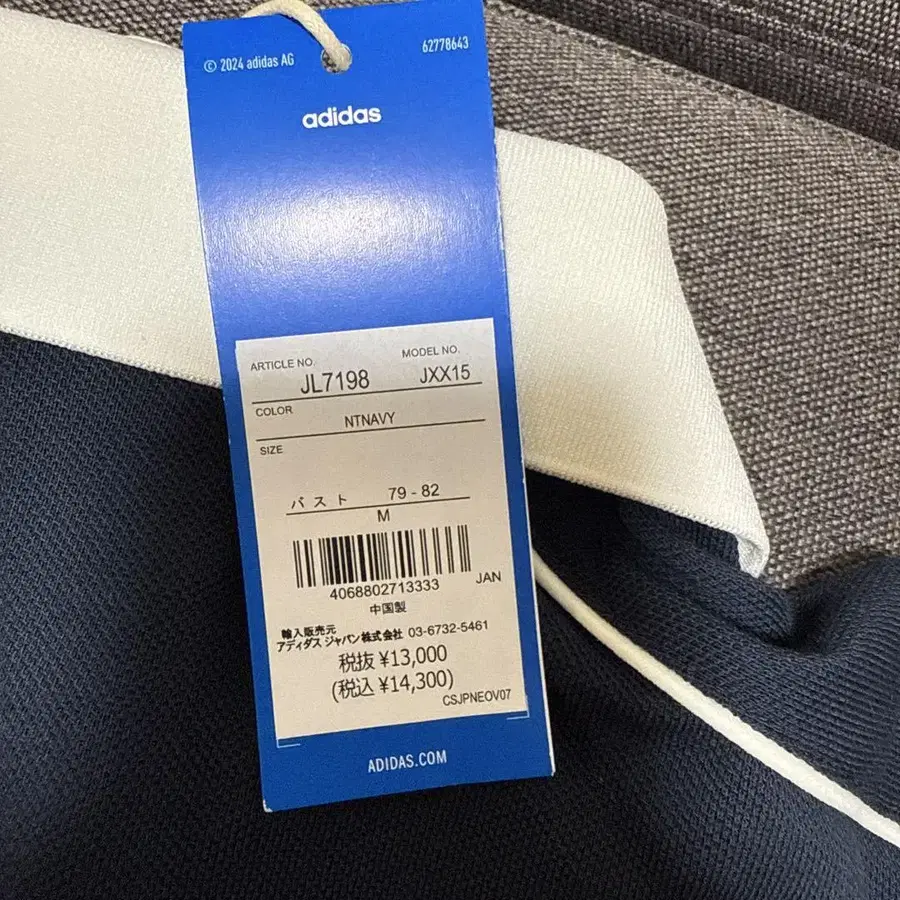 © 2024 adidas AG
62778643
adidas
ARTICLE NO.
MODEL NO.
JL7198
JXX15
COLOR
NTNAVY
SIZE
バスト 79 - 82
M
4068802713333
JAN
中国製
輸入販売元
アディダス ジャパン株式会社 03-6732-5461
税抜 ¥13,000
(税込 ¥14,300)
CSJPNEOV07
ADIDAS.COM